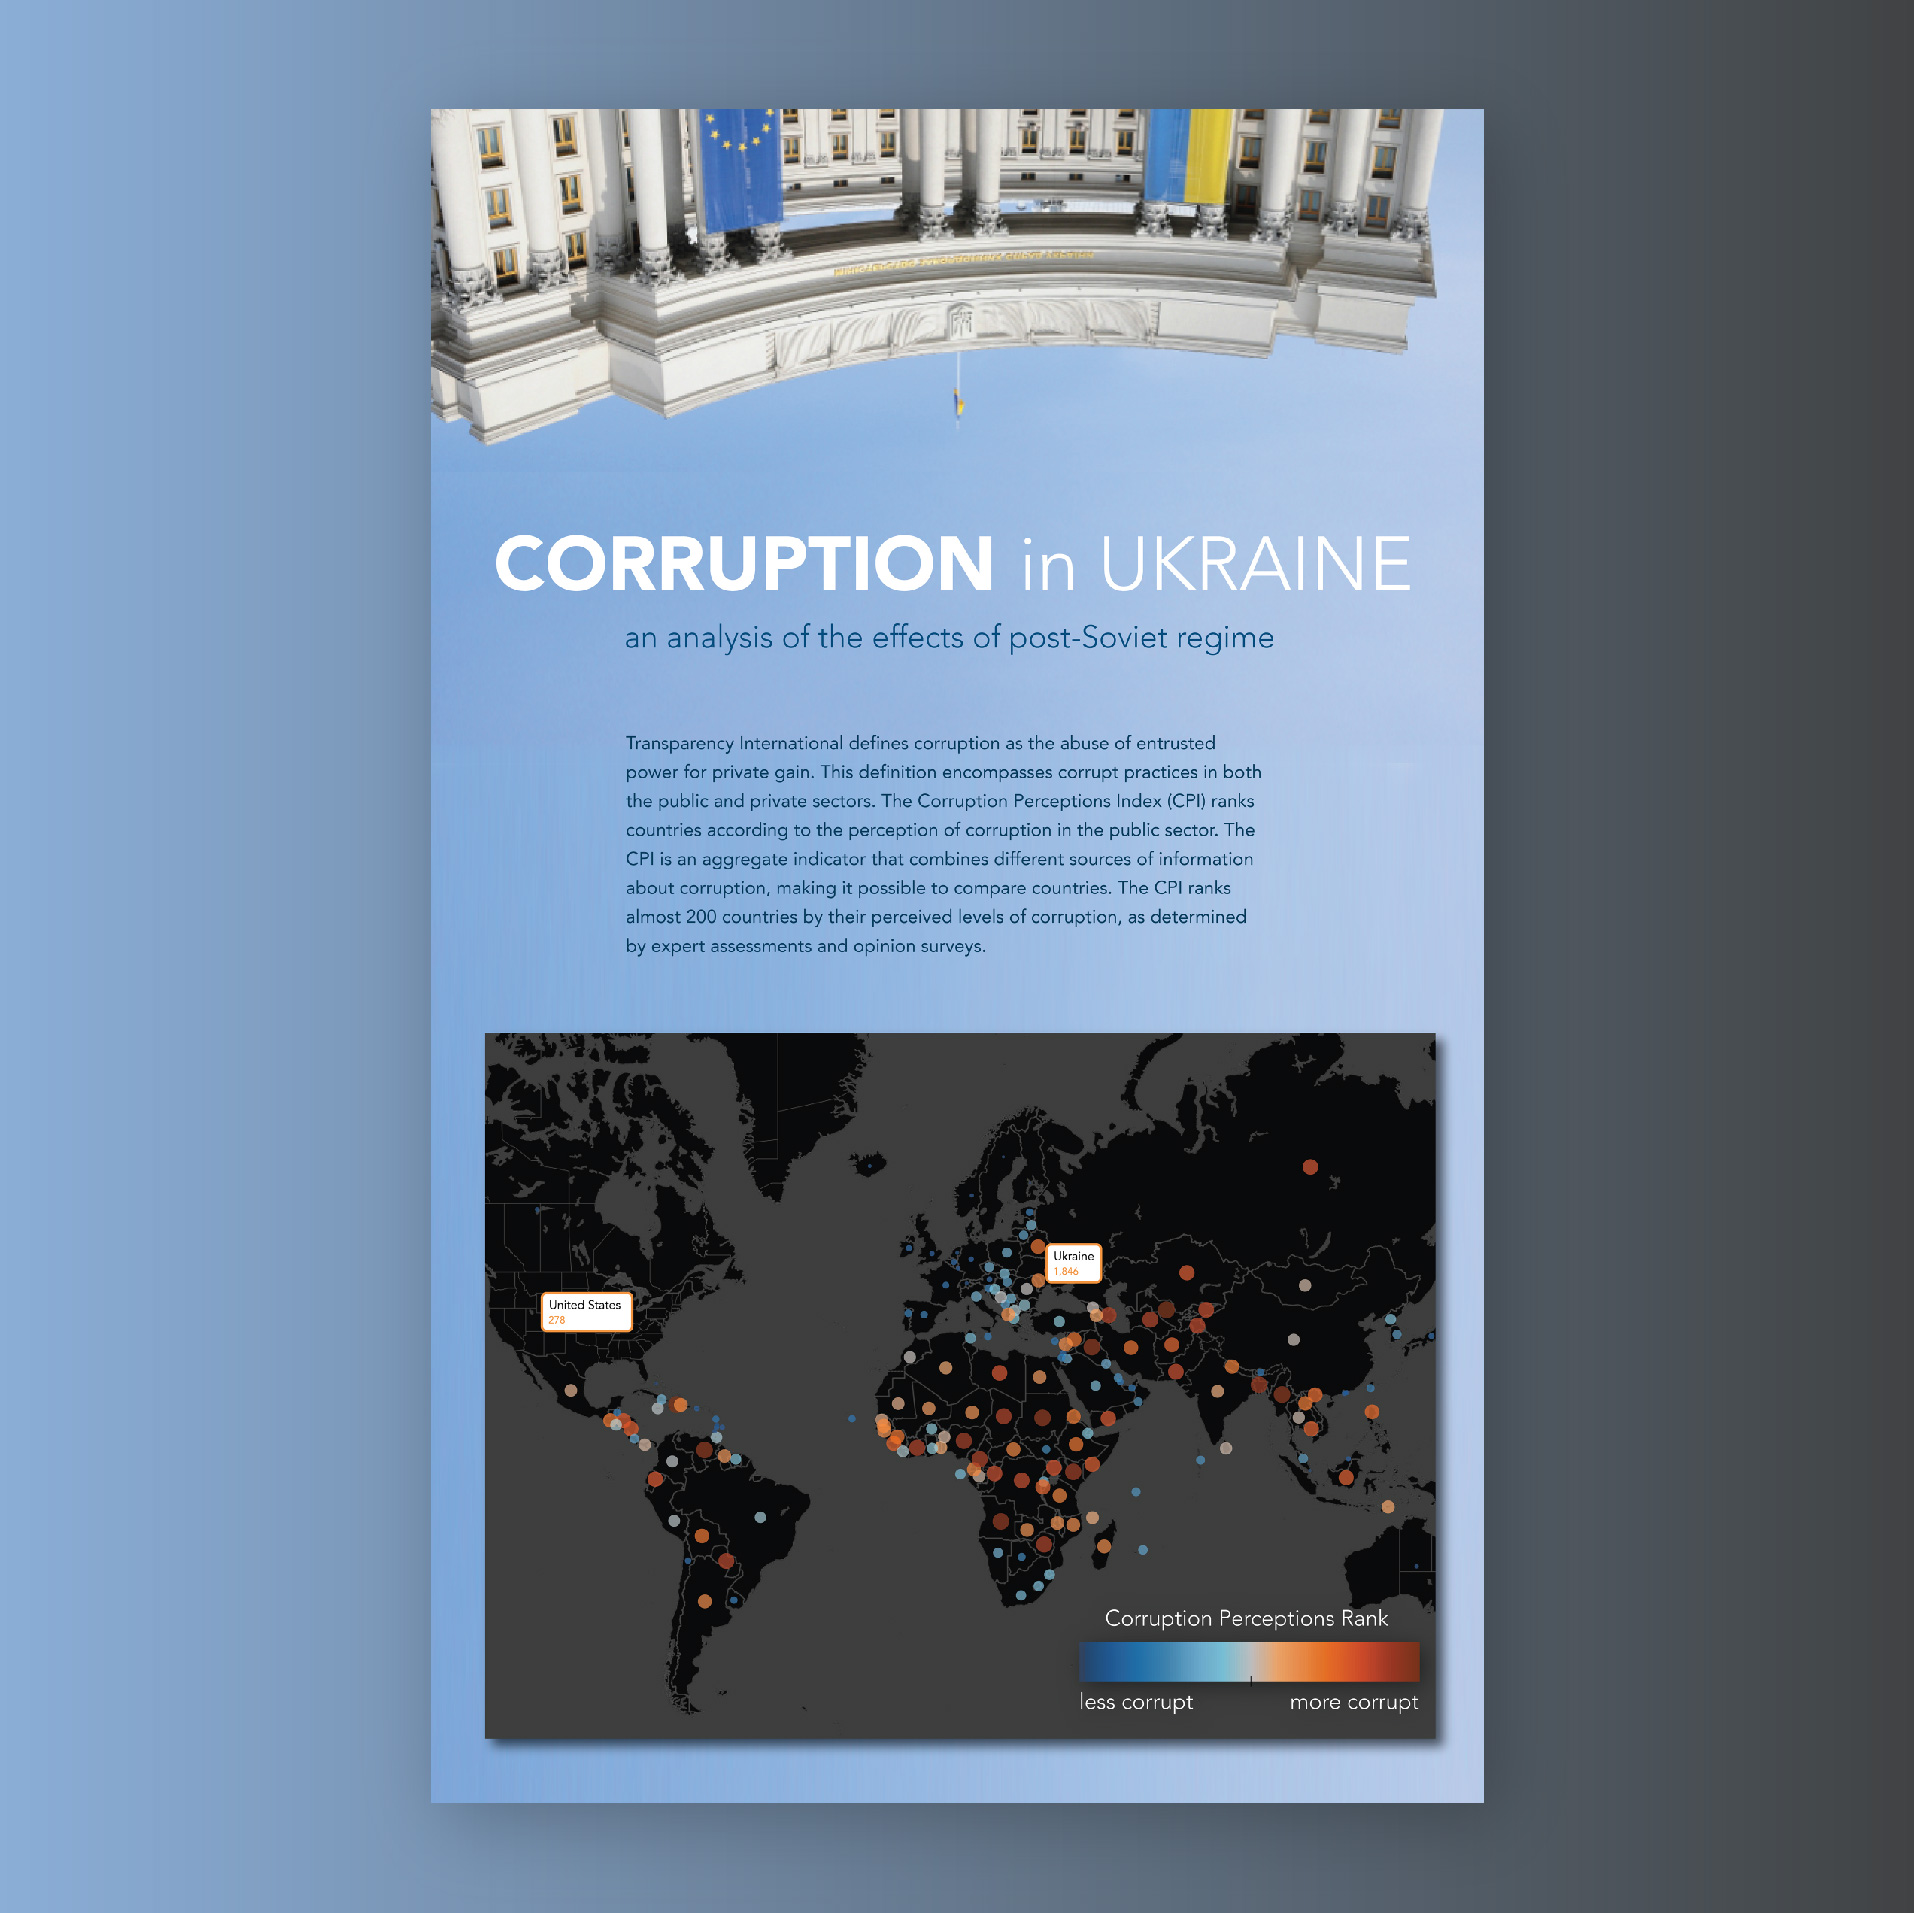 CORRUPTION in UKRAINE
an analysis of the effects of post-Soviet regime
Transparency International defines corruption as the abuse of entrusted
power for private gain. This definition encompasses corrupt practices in both
the public and private sectors. The Corruption Perceptions Index (CPI) ranks
countries according to the perception of corruption in the public sector. The
CPI is an aggregate indicator that combines different sources of information
about corruption, making it possible to compare countries. The CPI ranks
almost 200 countries by their perceived levels of corruption, as determined
by expert assessments and opinion surveys.
Ukraine
1.846
United States
278
Corruption Perceptions Rank
less corrupt more corrupt